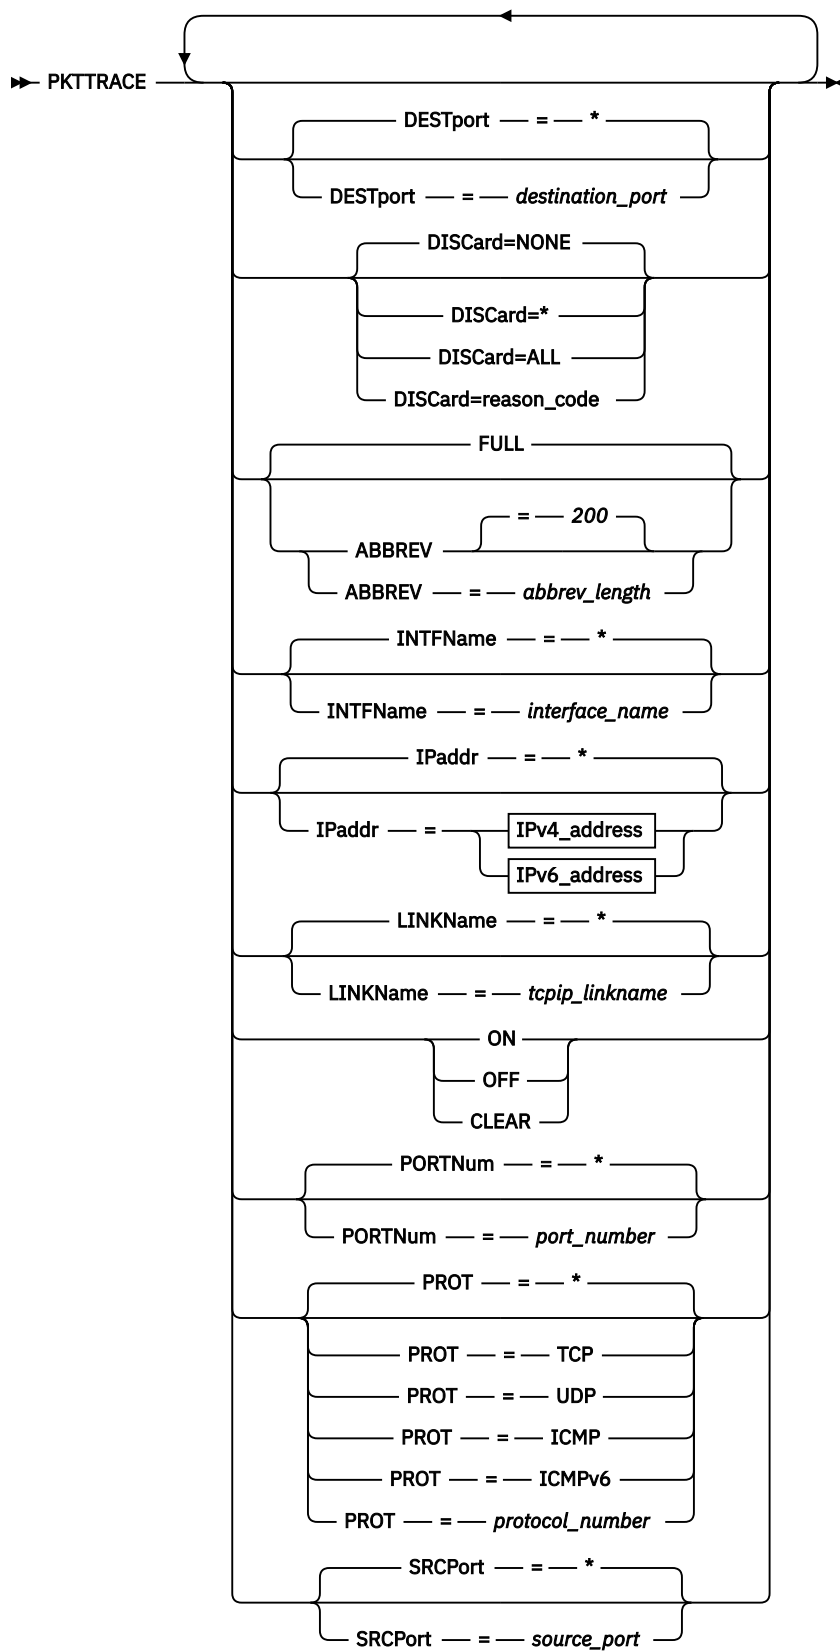 PKTTRACE
DESTport = *
DESTport = destination_port
DISCard=NONE
DISCard=*
DISCard=ALL
DISCard=reason_code
FULL
= 200
ABBREV
ABBREV = abbrev_length
INTFName = *
INTFName = interface_name
IPaddr = *
IPaddr = IPv4_address
IPv6_address
LINKName = *
LINKName = tcpip_linkname
ON
OFF
CLEAR
PORTNum = *
PORTNum = port_number
PROT = *
PROT = TCP
PROT = UDP
PROT = ICMP
PROT = ICMPv6
PROT = protocol_number
SRCPort = *
SRCPort = source_port